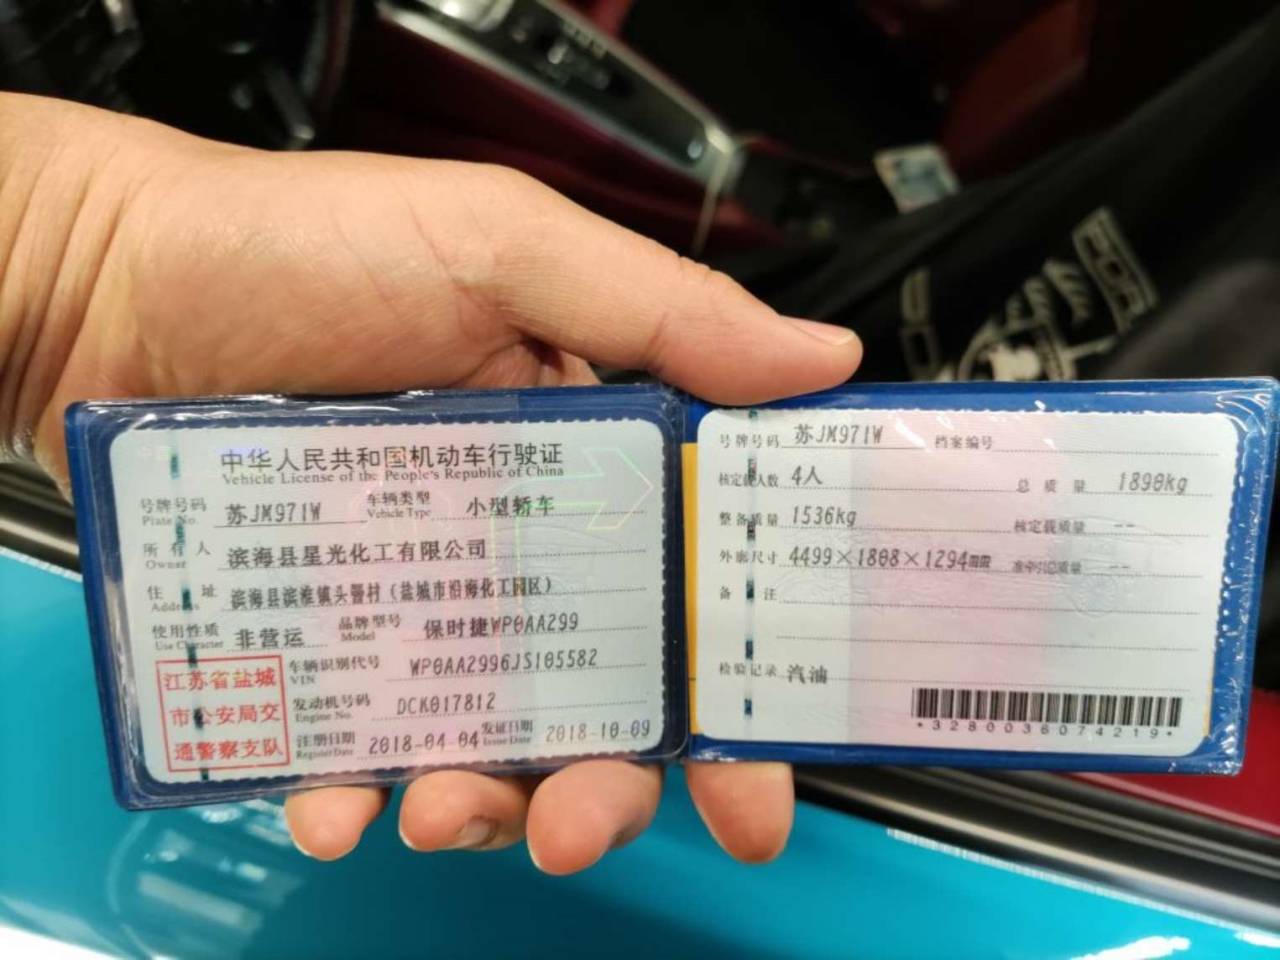 中华人民共和国机动车行驶证
Vehicle License of the People's Republic of China
号牌号码 苏JM971W 车辆类型 小型轿车
Plate No. Vehicle Type
所有人 滨海县星光化工有限公司
Owner
住址 滨海县滨淮镇头罾村(盐城市沿海化工园区)
Address
使用性质 非营运 品牌型号 保时捷WP0AA299
Use Character Model
江苏省盐城
市公安局交
通警察支队
车辆识别代号 WP0AA2996JS105582
VIN
发动机号码 DCK017812
Engine No.
注册日期 2018-04-04 发证日期 2018-10-09
Register Date Issue Date
号牌号码 苏JM971W 档案编号
核定载人数 4人 总质量 1890kg
整备质量 1536kg 核定载质量 --
外廓尺寸 4499×1808×1294mm 准牵引总质量 --
备注
检验记录 汽油
*3280036074219*